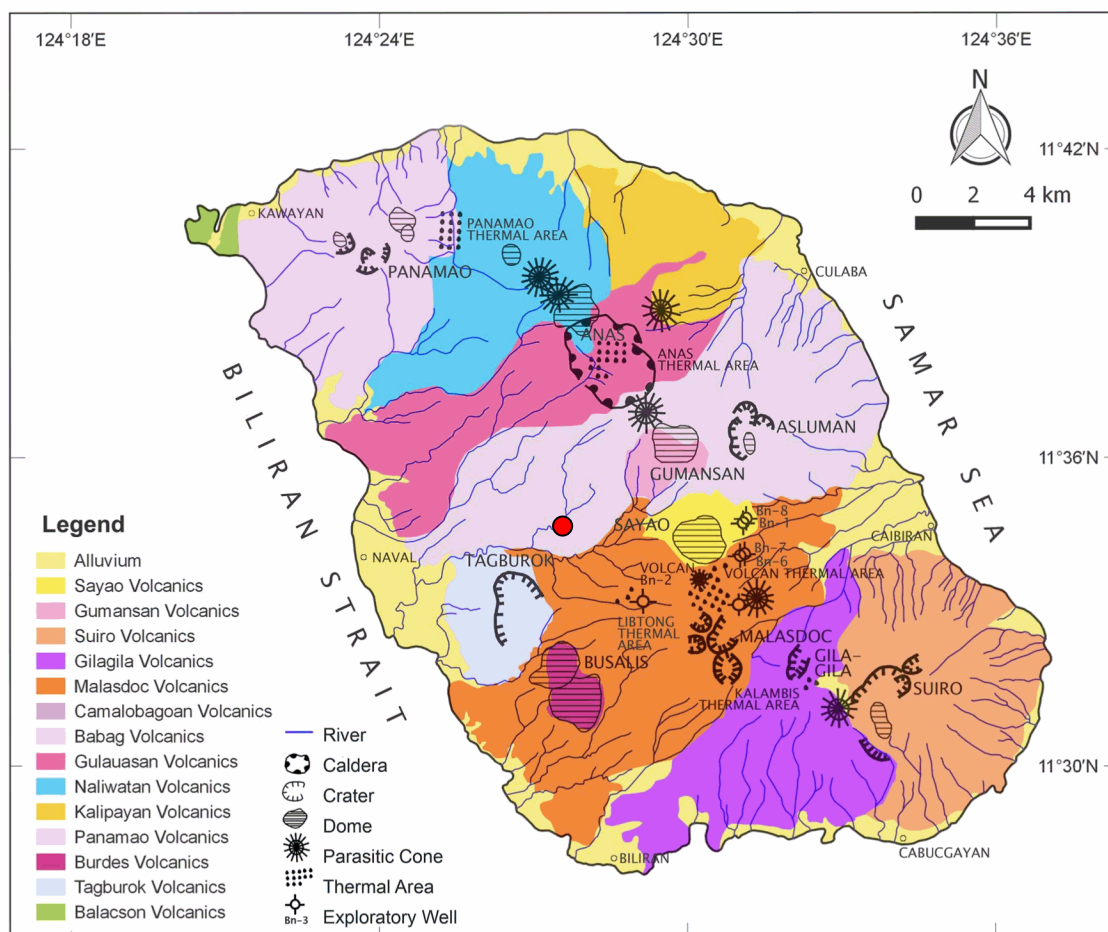 124°18′E
124°24′E
124°30′E
124°36′E
N
11°42′N
0 2 4 km
KAWAYAN
PANAMAO
THERMAL AREA
PANAMAO
CULABA
ANAS
ANAS
THERMAL AREA
BILIRAN STRAIT
SAMAR SEA
ASLUMAN
11°36′N
GUMANSAN
SAYAO
Bn-8
Bn-1
CAIBIRAN
NAVAL
TAGBUROK
Bn-7
Bn-6
VOLCAN
Bn-2
VOLCAN THERMAL AREA
LIBTONG
THERMAL
AREA
MALASDOC
BUSALIS
GILA-
GILA
KALAMBIS
THERMAL AREA
SUIRO
11°30′N
BILIRAN
CABUCGAYAN
Legend
Alluvium
Sayao Volcanics
Gumansan Volcanics
Suiro Volcanics
Gilagila Volcanics
Malasdoc Volcanics
Camalobagoan Volcanics
Babag Volcanics
Gulauasan Volcanics
Naliwatan Volcanics
Kalipayan Volcanics
Panamao Volcanics
Burdes Volcanics
Tagburok Volcanics
Balacson Volcanics
River
Caldera
Crater
Dome
Parasitic Cone
Thermal Area
Bn-3 Exploratory Well